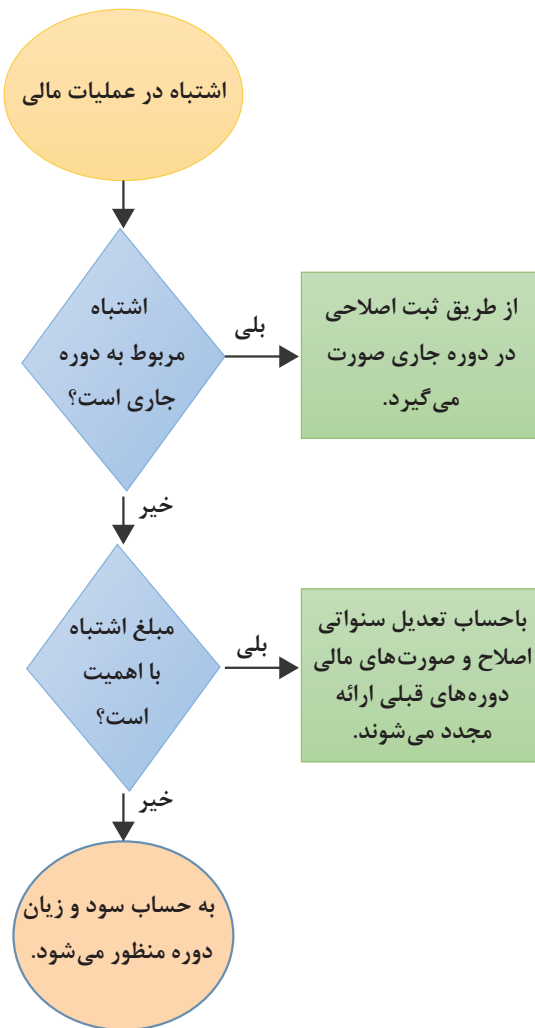 اشتباه در عملیات مالی
اشتباه
مربوط به دوره
جاری است؟
بلی
از طریق ثبت اصلاحی
در دوره جاری صورت
می‌گیرد.
خیر
مبلغ اشتباه
با اهمیت
است؟
بلی
باحساب تعدیل سنواتی
اصلاح و صورت‌های مالی
دوره‌های قبلی ارائه
مجدد می‌شوند.
خیر
به حساب سود و زیان
دوره منظور می‌شود.